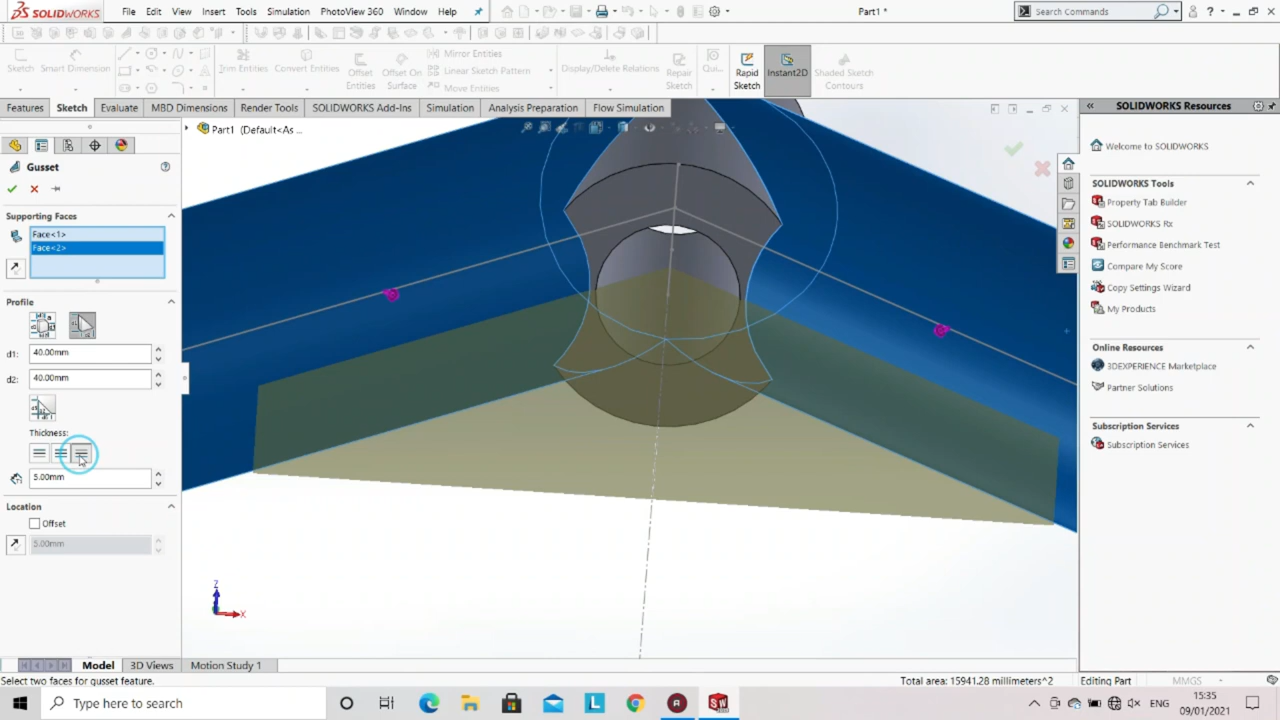 SOLIDWORKS File Edit View Insert Tools Simulation PhotoView 360 Window Help Part1 * Search Commands ?
Sketch Smart Dimension Trim Entities Convert Entities Offset Entities Offset On Surface Mirror Entities Linear Sketch Pattern Move Entities Display/Delete Relations Repair Sketch Qui... Rapid Sketch Instant2D Shaded Sketch Contours
Features Sketch Evaluate MBD Dimensions Render Tools SOLIDWORKS Add-Ins Simulation Analysis Preparation Flow Simulation
SOLIDWORKS Resources
Part1 (Default<As ...
Welcome to SOLIDWORKS
Gusset
SOLIDWORKS Tools
Property Tab Builder
Supporting Faces
SOLIDWORKS Rx
Face<1>
Face<2>
Performance Benchmark Test
Compare My Score
Copy Settings Wizard
Profile
My Products
d1: 40.00mm
Online Resources
3DEXPERIENCE Marketplace
d2: 40.00mm
Partner Solutions
Subscription Services
Thickness:
Subscription Services
5.00mm
Location
Offset
5.00mm
Z
X
Model 3D Views Motion Study 1
Select two faces for gusset feature. Total area: 15941.28 millimeters^2 Editing Part MMGS
Type here to search
ENG
15:35
09/01/2021